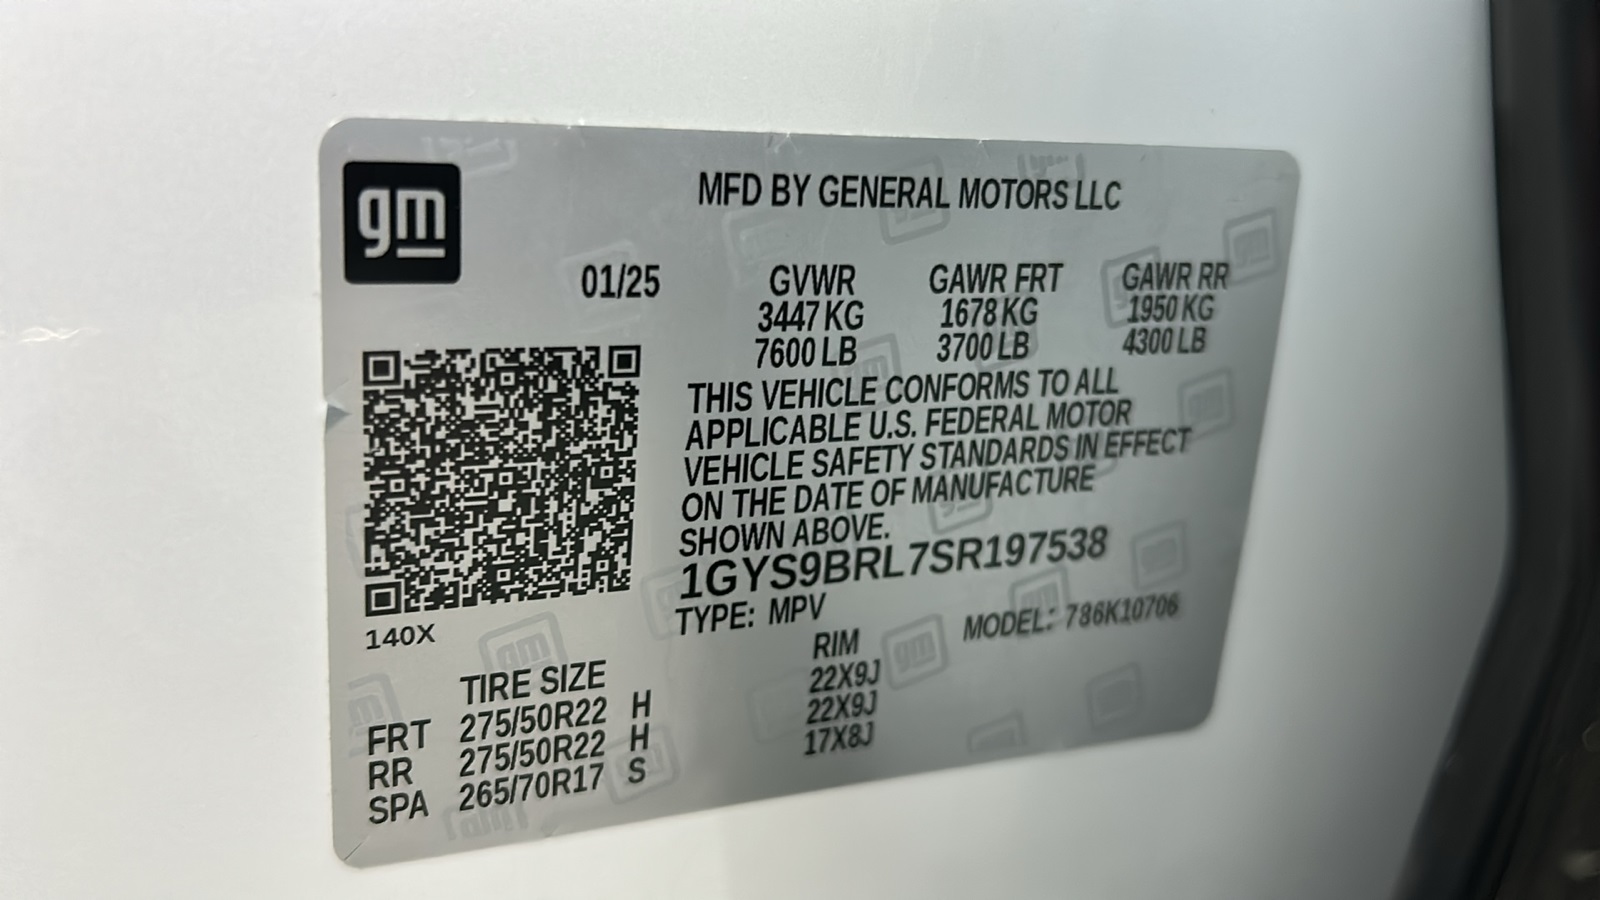 gm
MFD BY GENERAL MOTORS LLC
01/25 GVWR GAWR FRT GAWR RR
3447 KG 1678 KG 1950 KG
7600 LB 3700 LB 4300 LB
THIS VEHICLE CONFORMS TO ALL
APPLICABLE U.S. FEDERAL MOTOR
VEHICLE SAFETY STANDARDS IN EFFECT
ON THE DATE OF MANUFACTURE
SHOWN ABOVE.
1GYS9BRL7SR197538
TYPE: MPV MODEL: 786K10706
140X
TIRE SIZE RIM
FRT 275/50R22 H 22X9J
RR 275/50R22 H 22X9J
SPA 265/70R17 S 17X8J